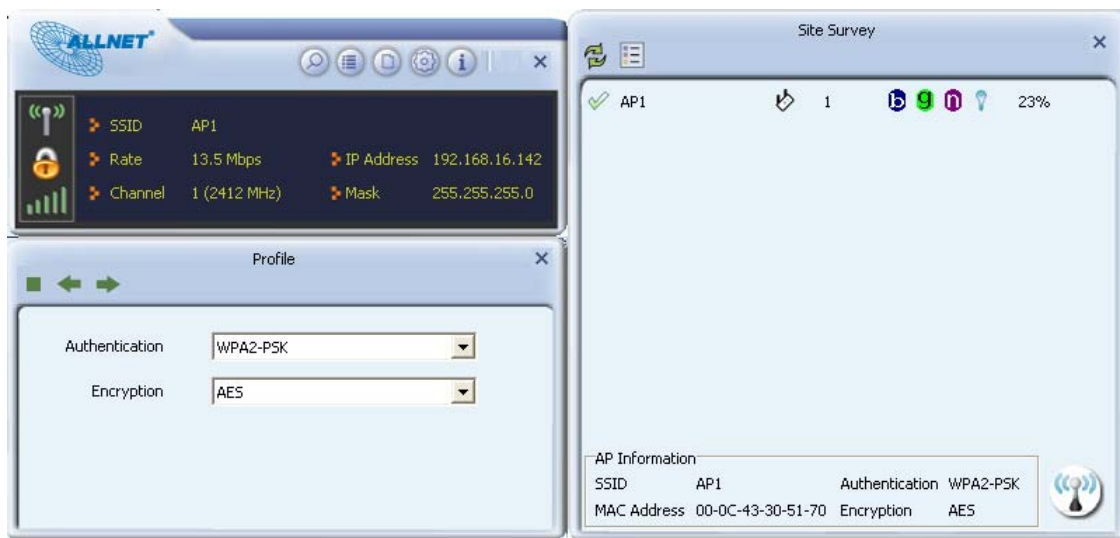 ALLNET
SSID AP1
Rate 13.5 Mbps IP Address 192.168.16.142
Channel 1 (2412 MHz) Mask 255.255.255.0
Profile
Authentication WPA2-PSK
Encryption AES
Site Survey
AP1 1 b g n 23%
AP Information
SSID AP1 Authentication WPA2-PSK
MAC Address 00-0C-43-30-51-70 Encryption AES